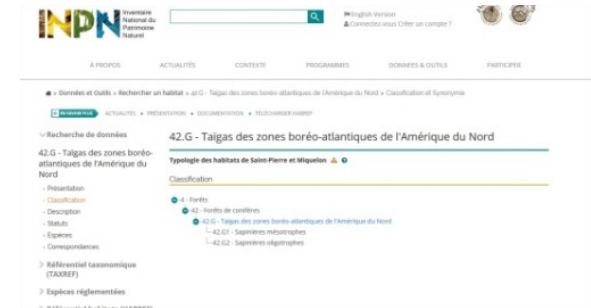 INPN
Inventaire
National du
Patrimoine
Naturel
English Version
Connectez-vous Créer un compte ?
À PROPOS ACTUALITÉS CONTEXTE PROGRAMMES DONNÉES & OUTILS PARTICIPER
» Données et Outils » Rechercher un habitat » 42.G - Taïgas des zones boréo-atlantiques de l'Amérique du Nord » Classification et Synonymie
EN SAVOIR PLUS ACTUALITÉS • PRÉSENTATION • DOCUMENTATION • TÉLÉCHARGER HABREF
Recherche de données
42.G - Taïgas des zones boréo-atlantiques de l'Amérique du Nord
42.G - Taïgas des zones boréo-
atlantiques de l'Amérique du
Nord
Typologie des habitats de Saint-Pierre et Miquelon
Classification
- Présentation
- Classification
- Description
- Statuts
- Espèces
- Correspondances
4 - Forêts
42 - Forêts de conifères
42.G - Taïgas des zones boréo-atlantiques de l'Amérique du Nord
42.G1 - Sapinières mésotrophes
42.G2 - Sapinières oligotrophes
> Référentiel taxonomique
(TAXREF)
> Espèces réglementées